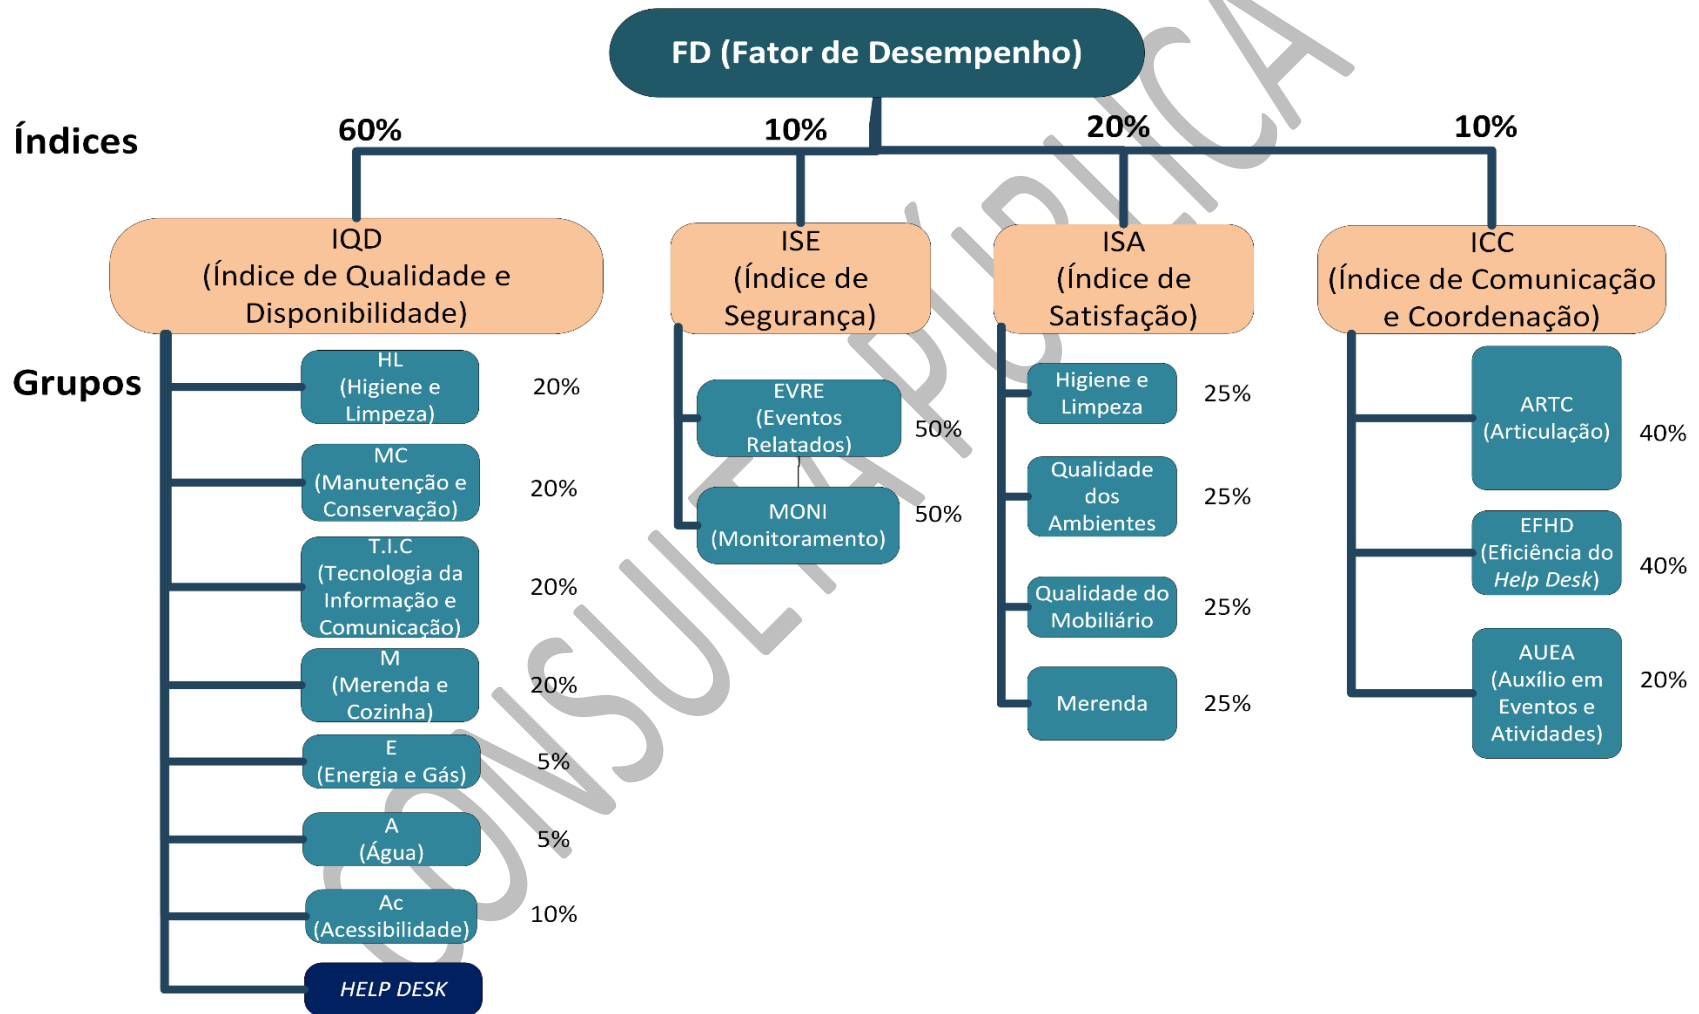 FD (Fator de Desempenho)
Índices
60%
10%
20%
10%
IQD
(Índice de Qualidade e
Disponibilidade)
ISE
(Índice de
Segurança)
ISA
(Índice de
Satisfação)
ICC
(Índice de Comunicação
e Coordenação)
Grupos
HL
(Higiene e
Limpeza)
20%
MC
(Manutenção e
Conservação)
20%
T.I.C
(Tecnologia da
Informação e
Comunicação)
20%
M
(Merenda e
Cozinha)
20%
E
(Energia e Gás)
5%
A
(Água)
5%
Ac
(Acessibilidade)
10%
HELP DESK
EVRE
(Eventos
Relatados)
50%
MONI
(Monitoramento)
50%
Higiene e
Limpeza
25%
Qualidade
dos
Ambientes
25%
Qualidade do
Mobiliário
25%
Merenda
25%
ARTC
(Articulação)
40%
EFHD
(Eficiência do
Help Desk)
40%
AUEA
(Auxílio em
Eventos e
Atividades)
20%
CONSULTA PÚBLICA